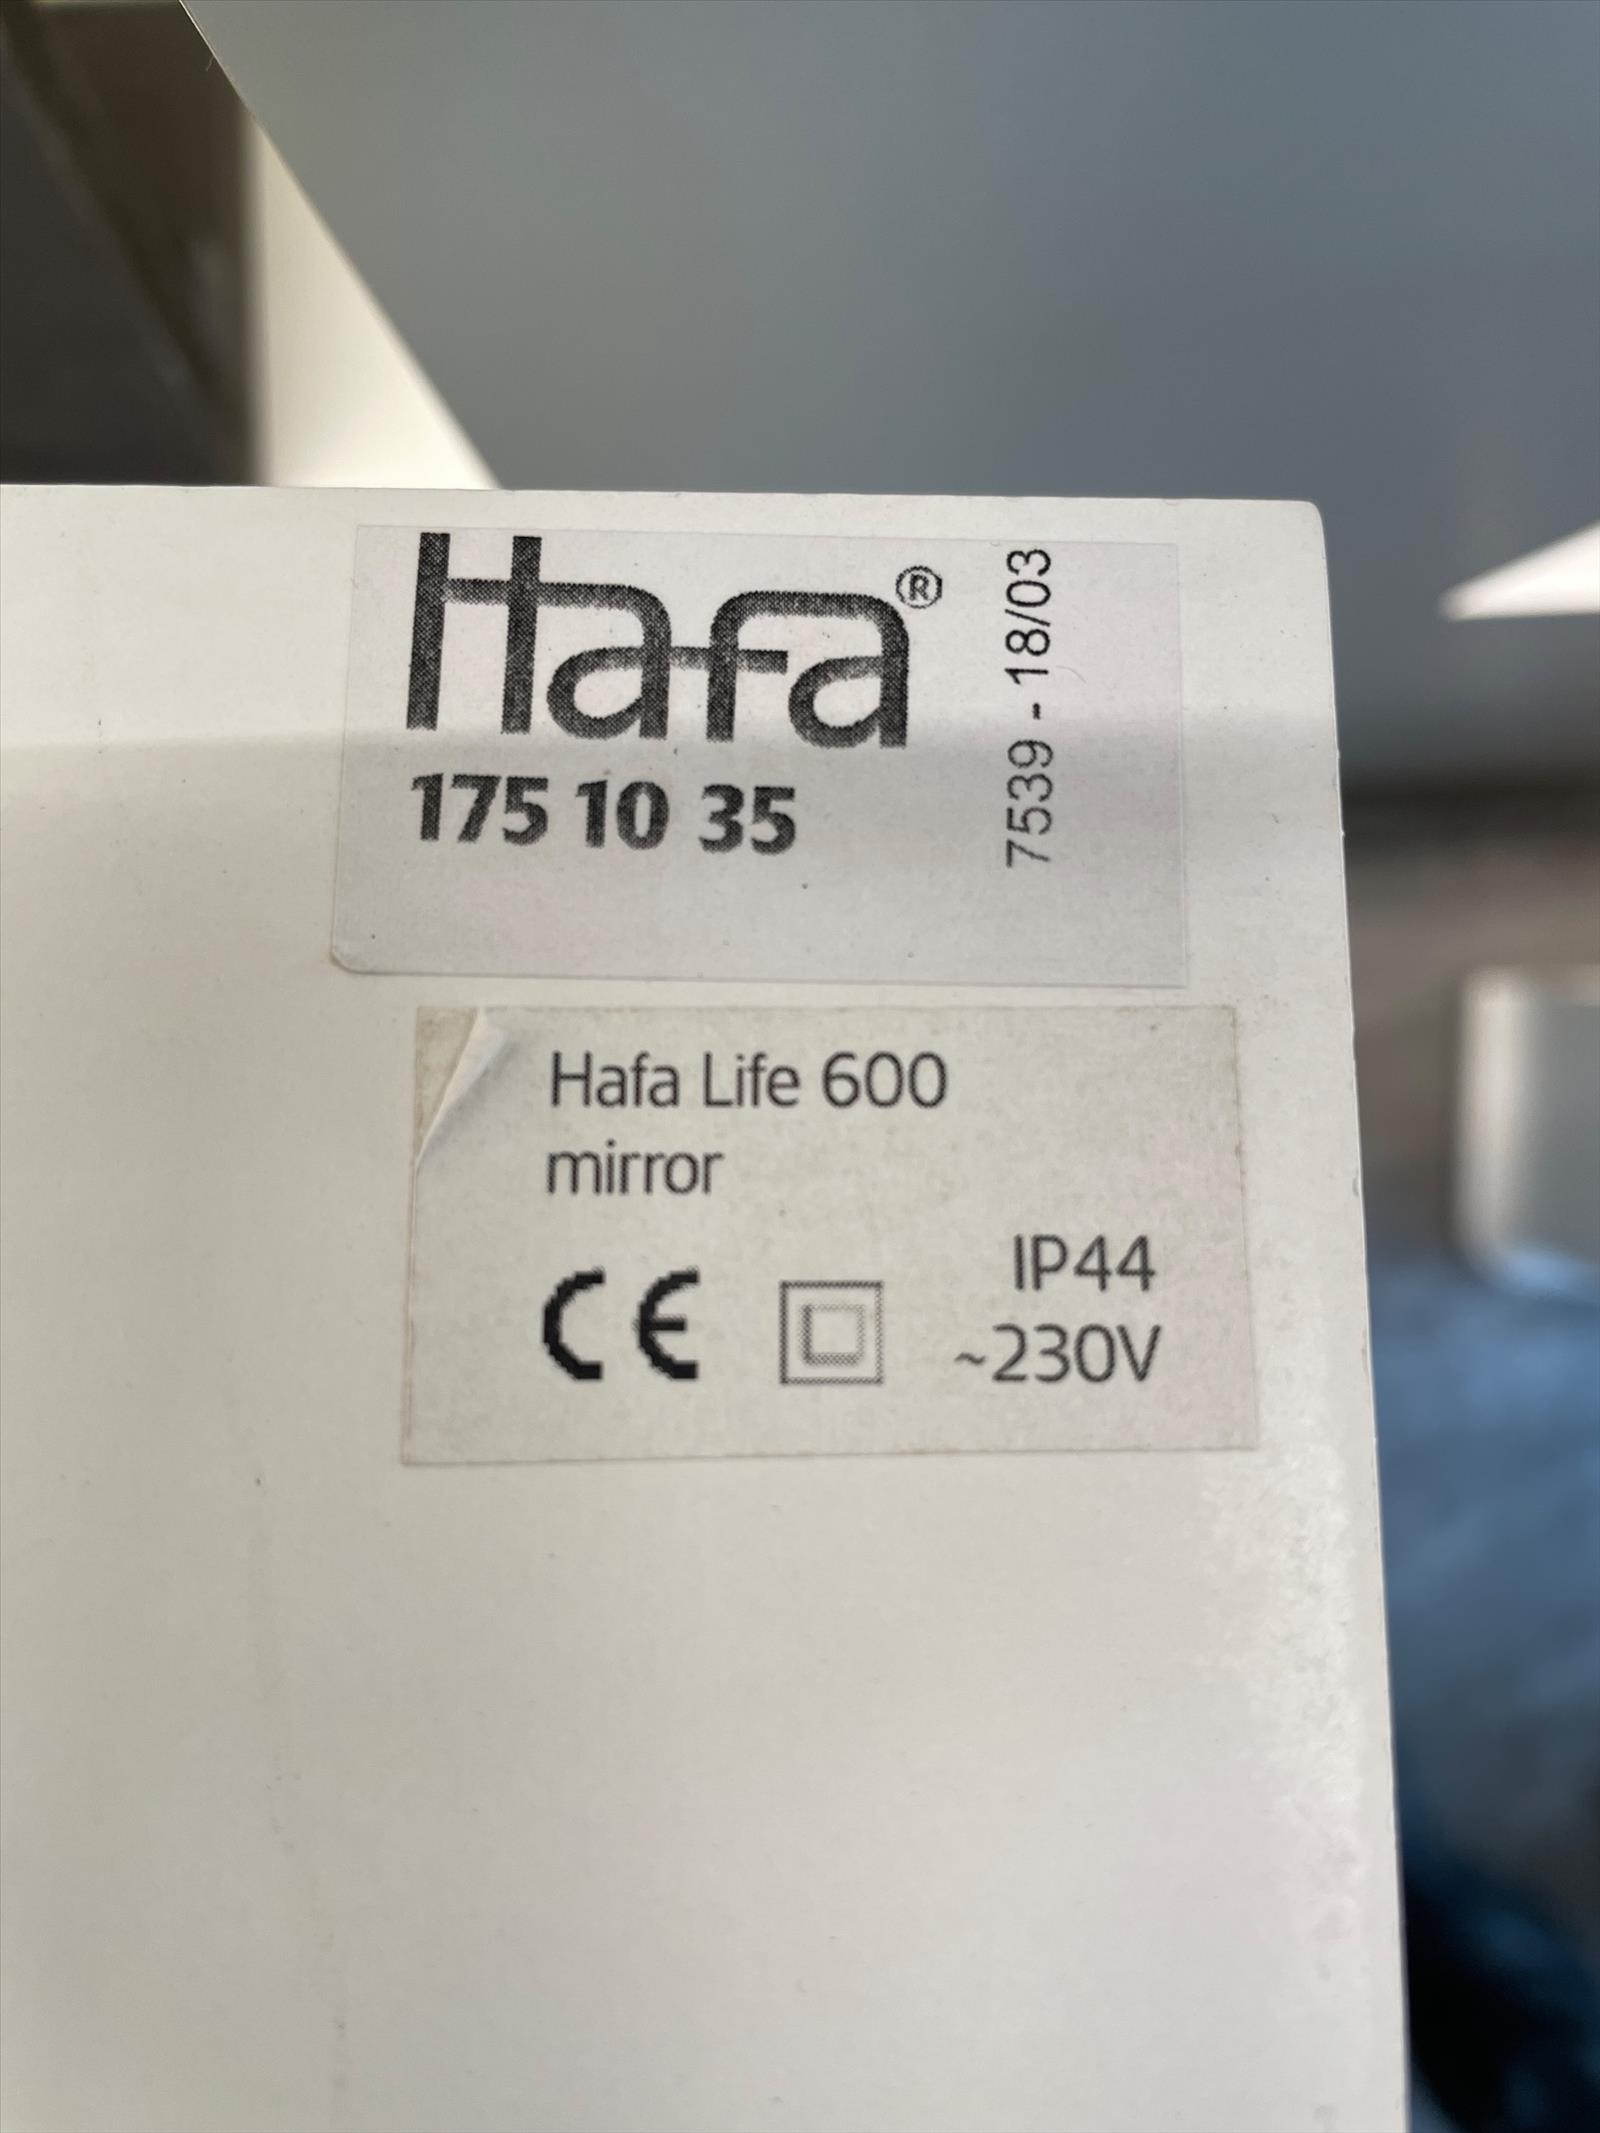 Hafa®
175 10 35
7539 - 18/03
Hafa Life 600
mirror
CE
IP44
~230V